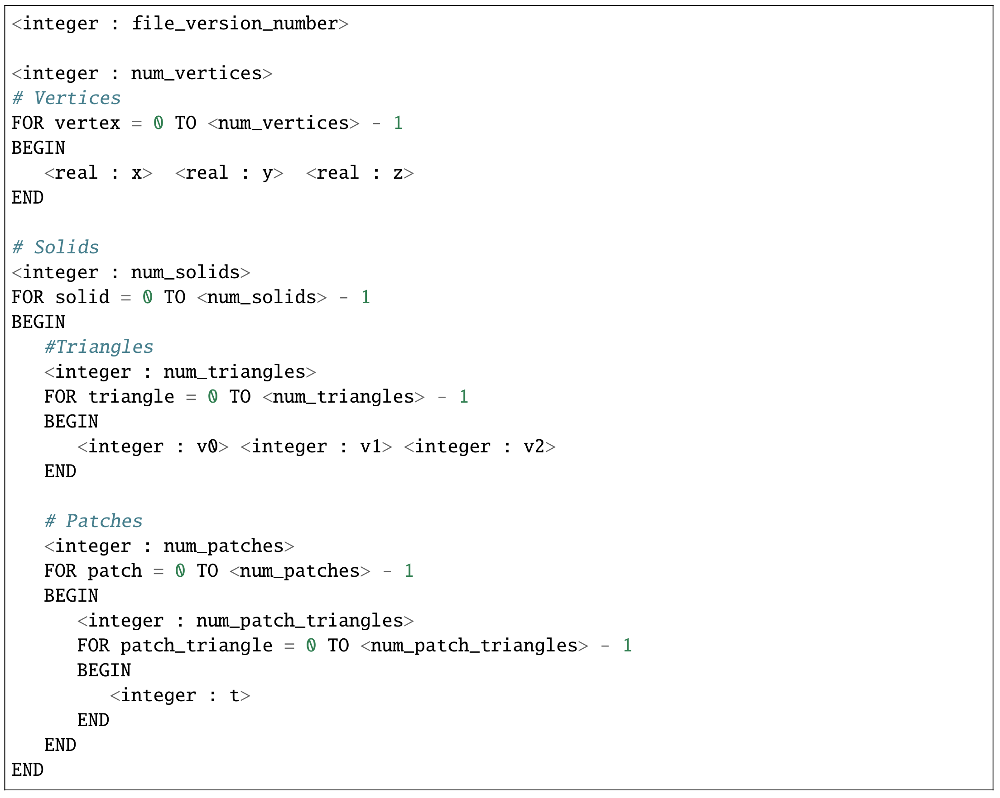 <integer : file_version_number>
<integer : num_vertices>
# Vertices
FOR vertex = 0 TO <num_vertices> - 1
BEGIN
   <real : x>  <real : y>  <real : z>
END
# Solids
<integer : num_solids>
FOR solid = 0 TO <num_solids> - 1
BEGIN
   #Triangles
   <integer : num_triangles>
   FOR triangle = 0 TO <num_triangles> - 1
   BEGIN
      <integer : v0> <integer : v1> <integer : v2>
   END
   # Patches
   <integer : num_patches>
   FOR patch = 0 TO <num_patches> - 1
   BEGIN
      <integer : num_patch_triangles>
      FOR patch_triangle = 0 TO <num_patch_triangles> - 1
      BEGIN
         <integer : t>
      END
   END
END